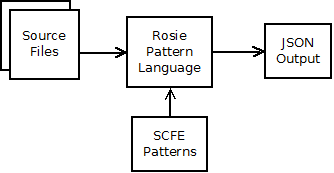 Source
Files
Rosie
Pattern
Language
JSON
Output
SCFE
Patterns